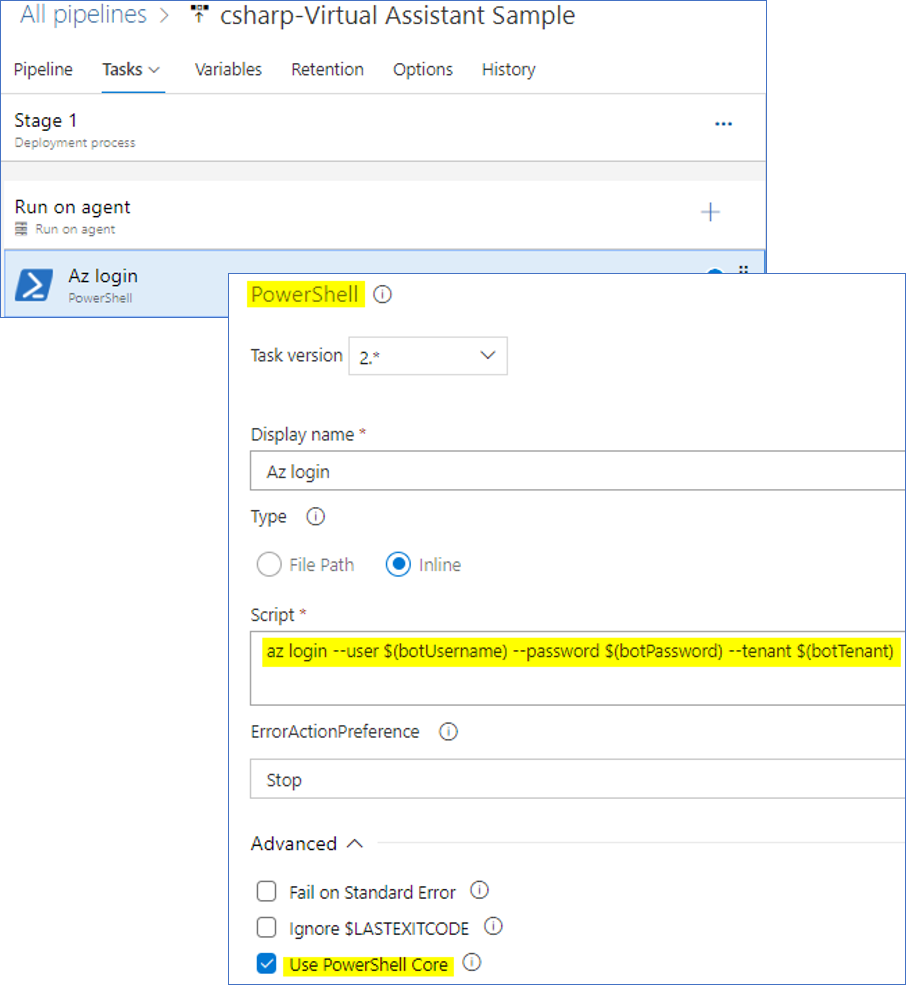 All pipelines > csharp-Virtual Assistant Sample
Pipeline Tasks Variables Retention Options History
Stage 1
Deployment process
Run on agent
Run on agent
Az login
PowerShell
PowerShell
Task version 2.*
Display name *
Az login
Type
File Path Inline
Script *
az login --user $(botUsername) --password $(botPassword) --tenant $(botTenant)
ErrorActionPreference
Stop
Advanced
Fail on Standard Error
Ignore $LASTEXITCODE
Use PowerShell Core